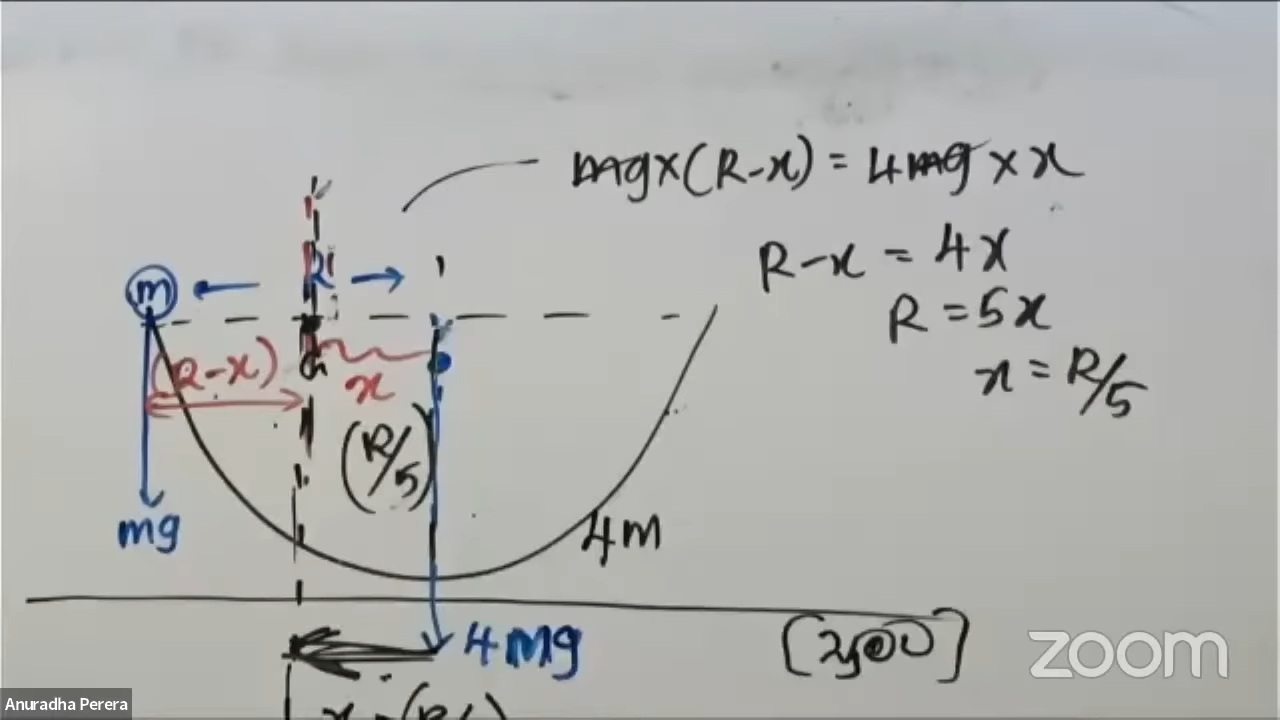 mg×(R-x) = 4mg × x
R-x = 4x
R = 5x
x = R/5
R
m
(R-x)
x
(R/5)
mg
4m
4mg
zoom
Anuradha Perera